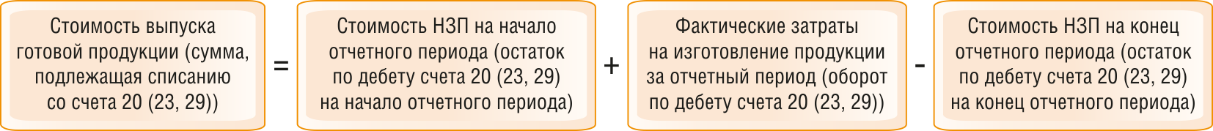 Стоимость выпуска
готовой продукции (сумма,
подлежащая списанию
со счета 20 (23, 29))
=
Стоимость НЗП на начало
отчетного периода (остаток
по дебету счета 20 (23, 29)
на начало отчетного периода)
+
Фактические затраты
на изготовление продукции
за отчетный период (оборот
по дебету счета 20 (23, 29))
-
Стоимость НЗП на конец
отчетного периода (остаток
по дебету счета 20 (23, 29)
на конец отчетного периода)